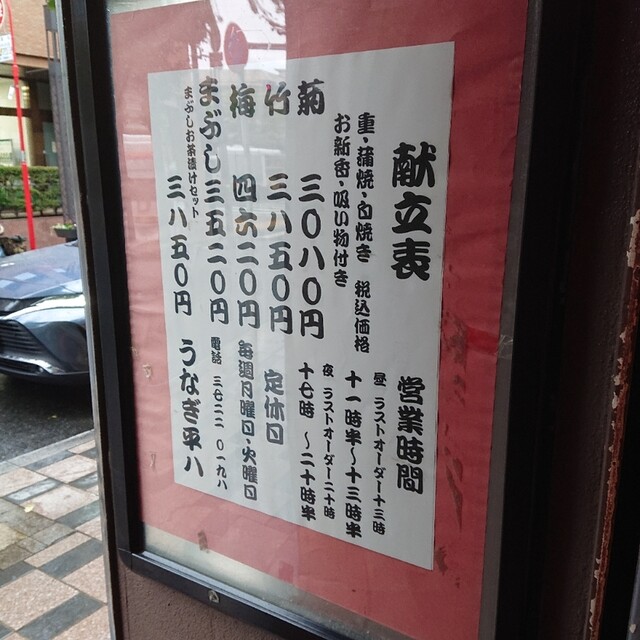 献立表
重・蒲焼・白焼き 税込価格
お新香・吸い物付き
菊 三〇八〇円
竹 三八五〇円
梅 四六二〇円
まぶし 三五二〇円
まぶしお茶漬けセット
三八五〇円
営業時間
昼 ラストオーダー十三時
十一時半〜十三時半
夜 ラストオーダー二十時
十七時 〜二十時半
定休日
毎週月曜日・火曜日
電話 三七二二 〇一九八
うなぎ平八